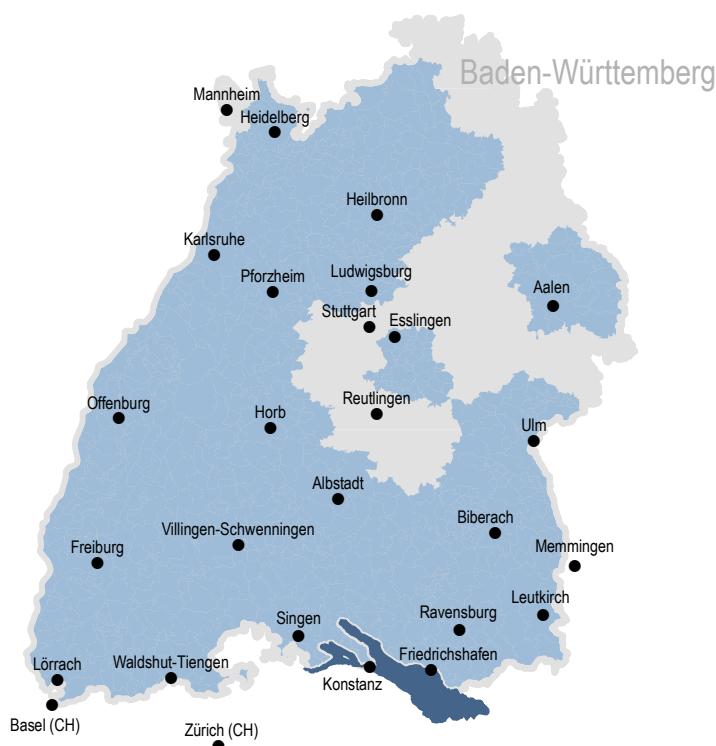 Baden-Württemberg
Mannheim
Heidelberg
Heilbronn
Karlsruhe
Ludwigsburg
Pforzheim
Aalen
Stuttgart
Esslingen
Reutlingen
Offenburg
Horb
Ulm
Albstadt
Biberach
Villingen-Schwenningen
Memmingen
Freiburg
Leutkirch
Ravensburg
Singen
Friedrichshafen
Lörrach
Waldshut-Tiengen
Konstanz
Basel (CH)
Zürich (CH)